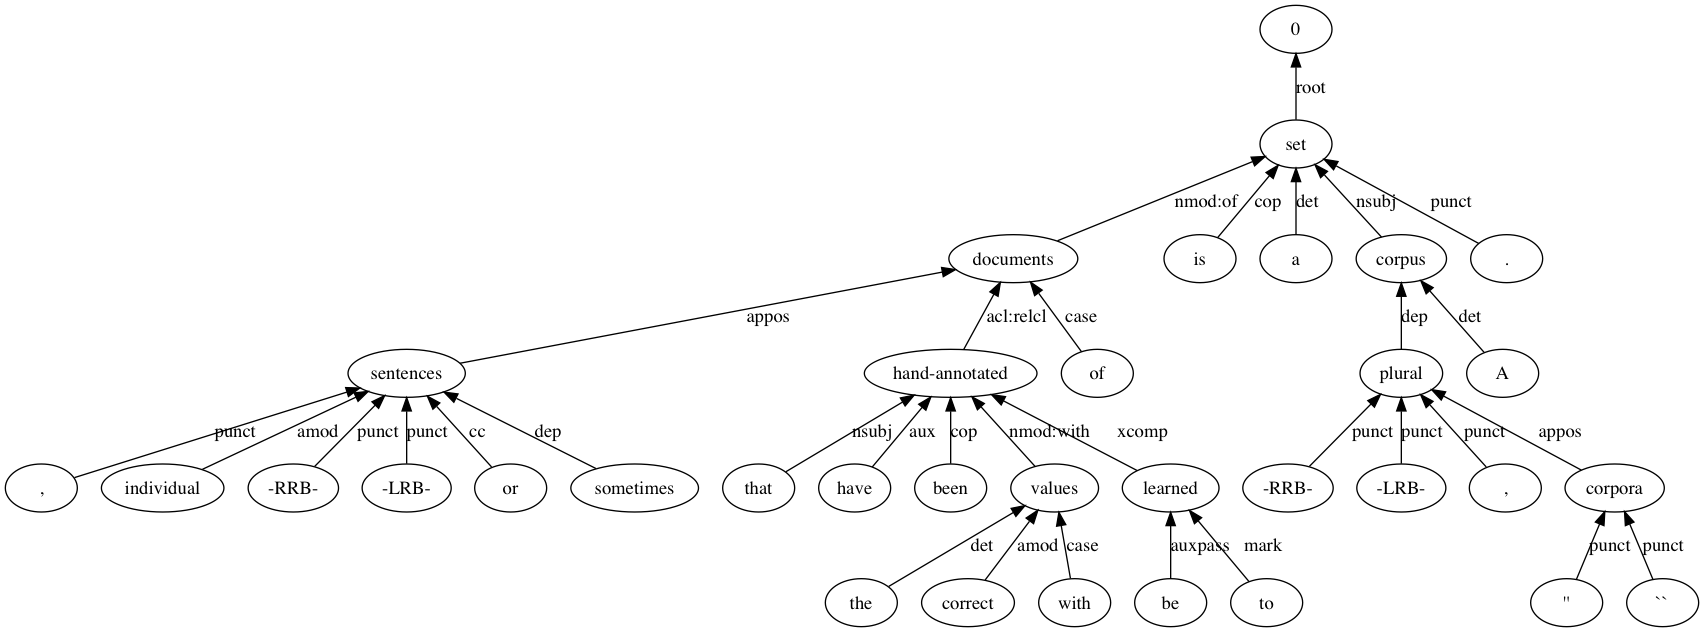 0
root
set
nmod:of cop det nsubj punct
documents is a corpus .
appos acl:relcl case dep det
sentences hand-annotated of plural A
punct amod punct punct cc dep nsubj aux cop nmod:with xcomp punct punct punct appos
, individual -RRB- -LRB- or sometimes that have been values learned -RRB- -LRB- , corpora
det amod case auxpass mark punct punct
the correct with be to '' ``